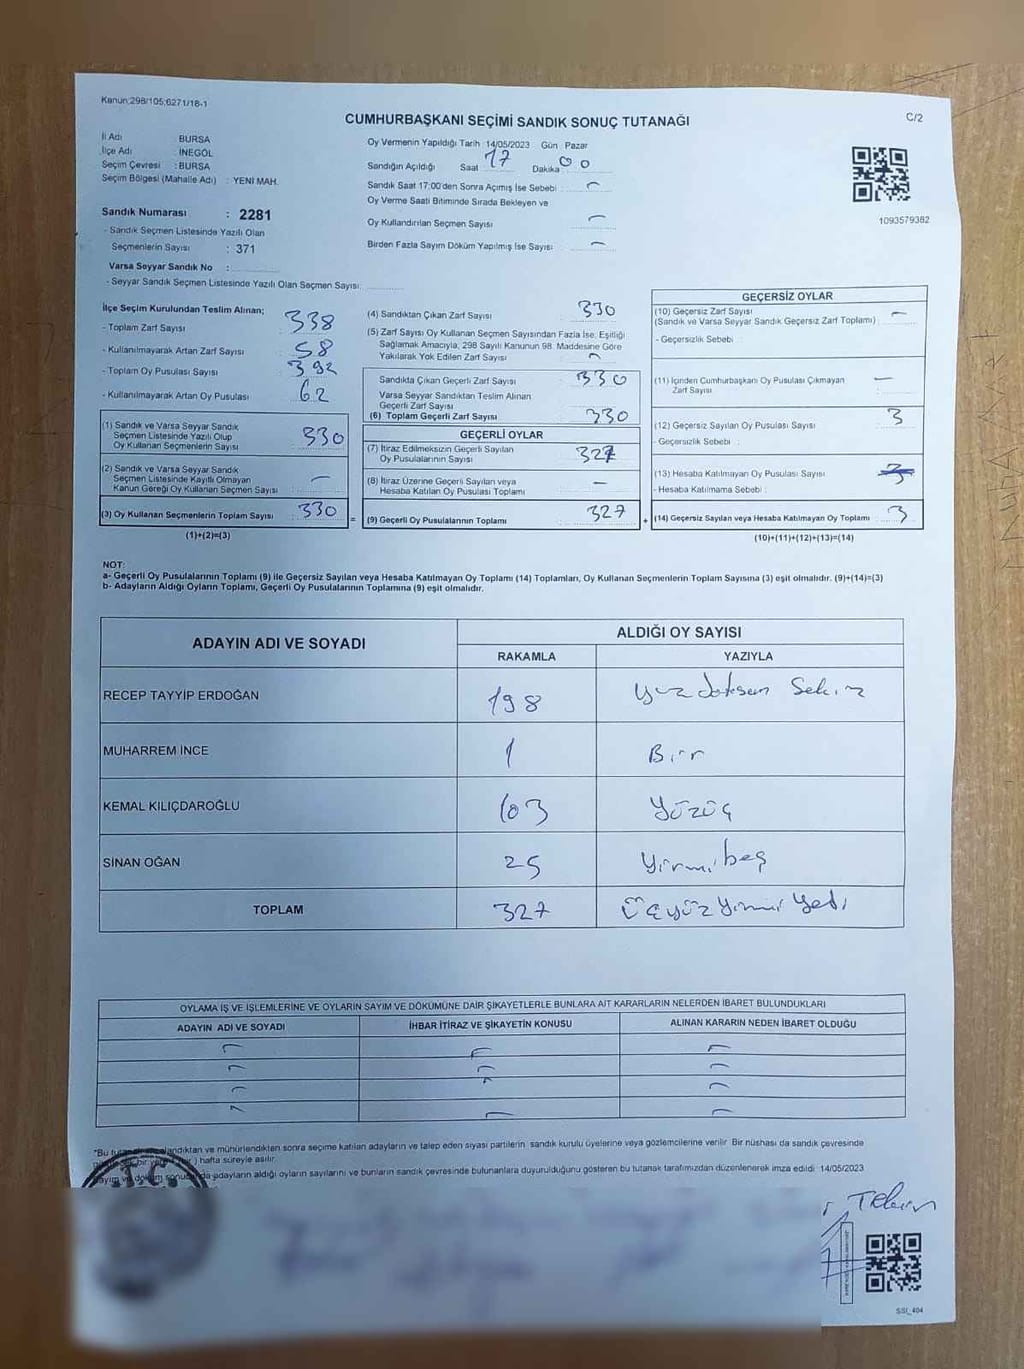 Kanun;298/105;6271/18-1
CUMHURBAŞKANI SEÇİMİ SANDIK SONUÇ TUTANAĞI
C/2
İl Adı : BURSA
İlçe Adı : İNEGÖL
Seçim Çevresi : BURSA
Seçim Bölgesi (Mahalle Adı) : YENİ MAH.
Sandık Numarası : 2281
- Sandık Seçmen Listesinde Yazılı Olan
Seçmenlerin Sayısı : 371
Varsa Seyyar Sandık No :
- Seyyar Sandık Seçmen Listesinde Yazılı Olan Seçmen Sayısı:
Oy Vermenin Yapıldığı Tarih 14/05/2023 Gün Pazar
Sandığın Açıldığı Saat 17 Dakika 00
Sandık Saat 17:00'den Sonra Açımış İse Sebebi : -
Oy Verme Saati Bitiminde Sırada Bekleyen ve
Oy Kullandırılan Seçmen Sayısı -
Birden Fazla Sayım Döküm Yapılmış İse Sayısı -
1093579382
İlçe Seçim Kurulundan Teslim Alınan;
- Toplam Zarf Sayısı : 338
- Kullanılmayarak Artan Zarf Sayısı : 58
- Toplam Oy Pusulası Sayısı : 392
- Kullanılmayarak Artan Oy Pusulası : 62
(1) Sandık ve Varsa Seyyar Sandık
Seçmen Listesinde Yazılı Olup
Oy Kullanan Seçmenlerin Sayısı : 330
(2) Sandık ve Varsa Seyyar Sandık
Seçmen Listesinde Kayıtlı Olmayan
Kanun Gereği Oy Kullanan Seçmen Sayısı : -
(3) Oy Kullanan Seçmenlerin Toplam Sayısı : 330
(1)+(2)=(3)
(4) Sandıktan Çıkan Zarf Sayısı 330
(5) Zarf Sayısı Oy Kullanan Seçmen Sayısından Fazla İse, Eşitliği
Sağlamak Amacıyla; 298 Sayılı Kanunun 98. Maddesine Göre
Yakılarak Yok Edilen Zarf Sayısı -
Sandıkta Çıkan Geçerli Zarf Sayısı : 330
Varsa Seyyar Sandıktan Teslim Alınan
Geçerli Zarf Sayısı
(6) Toplam Geçerli Zarf Sayısı 330
GEÇERLİ OYLAR
(7) İtiraz Edilmeksizin Geçerli Sayılan
Oy Pusulalarının Sayısı 327
(8) İtiraz Üzerine Geçerli Sayılan veya
Hesaba Katılan Oy Pusulası Toplamı -
= (9) Geçerli Oy Pusulalarının Toplamı 327
GEÇERSİZ OYLAR
(10) Geçersiz Zarf Sayısı -
(Sandık ve Varsa Seyyar Sandık Geçersiz Zarf Toplamı) :
- Geçersizlik Sebebi :
(11) İçinden Cumhurbaşkanı Oy Pusulası Çıkmayan -
Zarf Sayısı :
(12) Geçersiz Sayılan Oy Pusulası Sayısı : 3
- Geçersizlik Sebebi :
(13) Hesaba Katılmayan Oy Pusulası Sayısı
- Hesaba Katılmama Sebebi :
+ (14) Geçersiz Sayılan veya Hesaba Katılmayan Oy Toplamı 3
(10)+(11)+(12)+(13)=(14)
NOT:
a- Geçerli Oy Pusulalarının Toplamı (9) ile Geçersiz Sayılan veya Hesaba Katılmayan Oy Toplamı (14) Toplamları, Oy Kullanan Seçmenlerin Toplam Sayısına (3) eşit olmalıdır. (9)+(14)=(3)
b- Adayların Aldığı Oyların Toplamı, Geçerli Oy Pusulalarının Toplamına (9) eşit olmalıdır.
ADAYIN ADI VE SOYADI
ALDIĞI OY SAYISI
RAKAMLA YAZIYLA
RECEP TAYYİP ERDOĞAN 198 yüz doksan Sekiz
MUHARREM İNCE 1 Bir
KEMAL KILIÇDAROĞLU 103 yüzüç
SİNAN OĞAN 25 yirmi beş
TOPLAM 327 Üçyüz yirmi yedi
OYLAMA İŞ VE İŞLEMLERİNE VE OYLARIN SAYIM VE DÖKÜMÜNE DAİR ŞİKAYETLERLE BUNLARA AİT KARARLARIN NELERDEN İBARET BULUNDUKLARI
ADAYIN ADI VE SOYADI İHBAR İTİRAZ VE ŞİKAYETİN KONUSU ALINAN KARARIN NEDEN İBARET OLDUĞU
*Bu mühürlendikten sonra seçime katılan adayların ve talep eden siyası partilerin sandık kurulu üyelerine veya gözlemcilerine verilir. Bir nüshası da sandık çevresinde
hafta süreyle asılır.
adayların aldığı oyların sayılarını ve bunların sandık çevresinde bulunanlara duyurulduğunu gösteren bu tutanak tarafımızdan düzenlenerek imza edildi. 14/05/2023
SSI_404